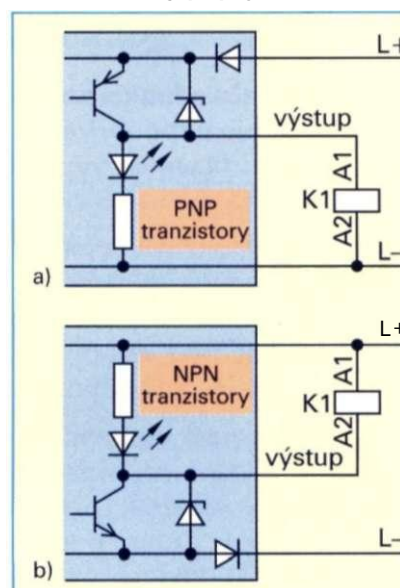 L+
výstup
A1
K1
A2
PNP
tranzistory
L–
a)
L+
A1
NPN
tranzistory
K1
A2
výstup
L–
b)